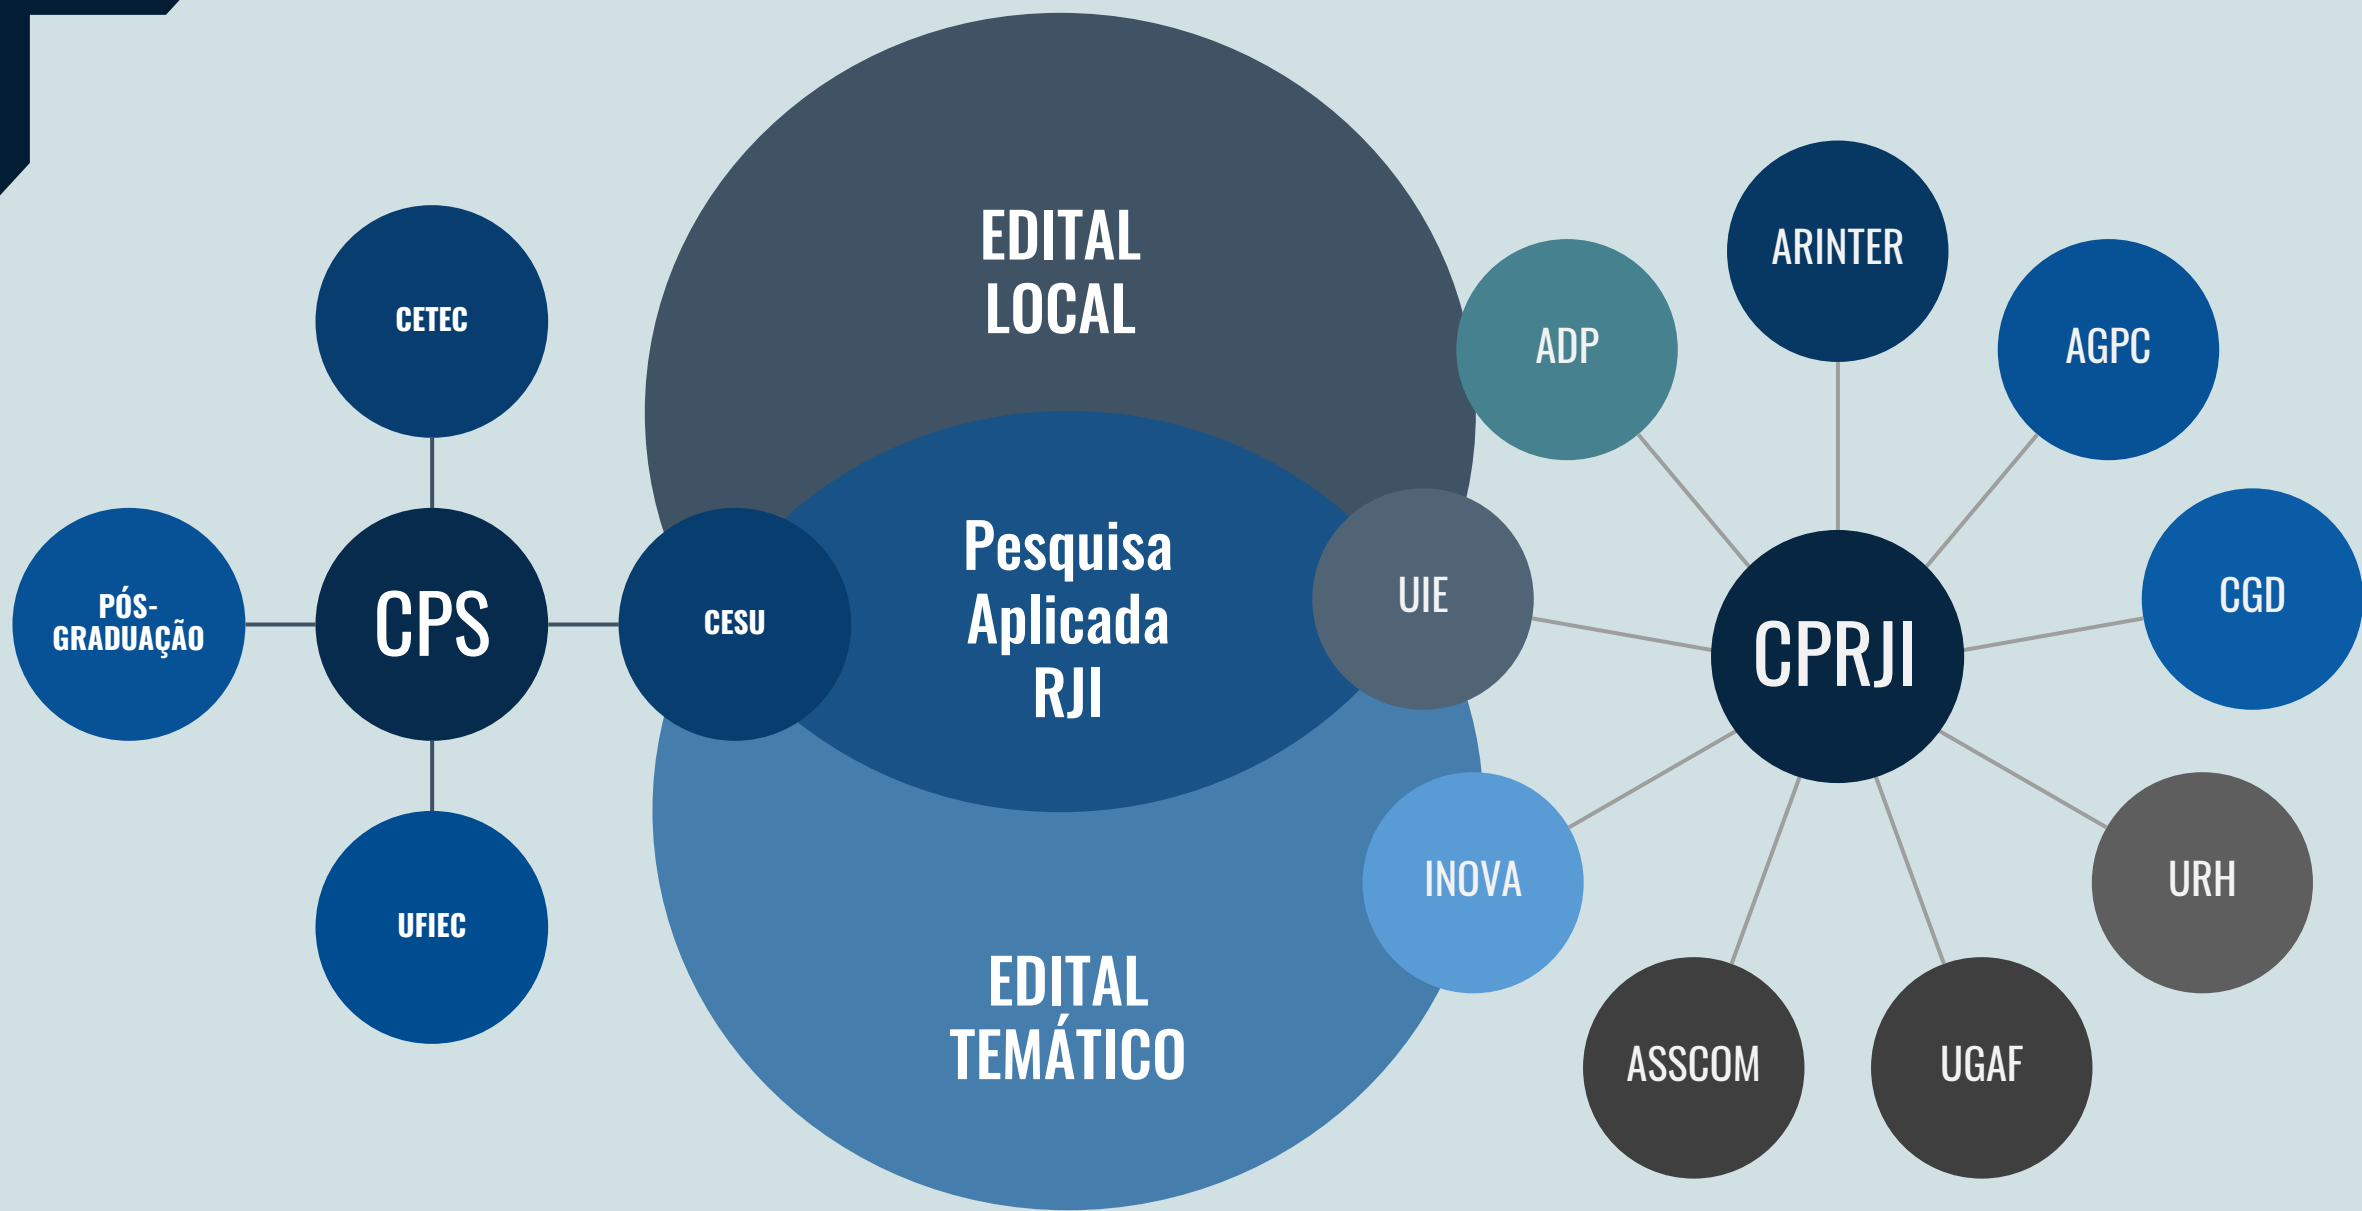 CETEC
PÓS-
GRADUAÇÃO
CPS
CESU
UFIEC
EDITAL
LOCAL
Pesquisa
Aplicada
RJI
EDITAL
TEMÁTICO
ARINTER
ADP
AGPC
UIE
CGD
CPRJI
INOVA
URH
ASSCOM
UGAF